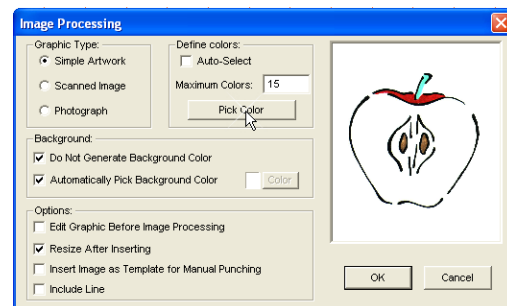 Image Processing
Graphic Type:
Simple Artwork
Scanned Image
Photograph
Define colors:
Auto-Select
Maximum Colors: 15
Pick Color
Background:
Do Not Generate Background Color
Automatically Pick Background Color Color
Options:
Edit Graphic Before Image Processing
Resize After Inserting
Insert Image as Template for Manual Punching
Include Line
OK Cancel